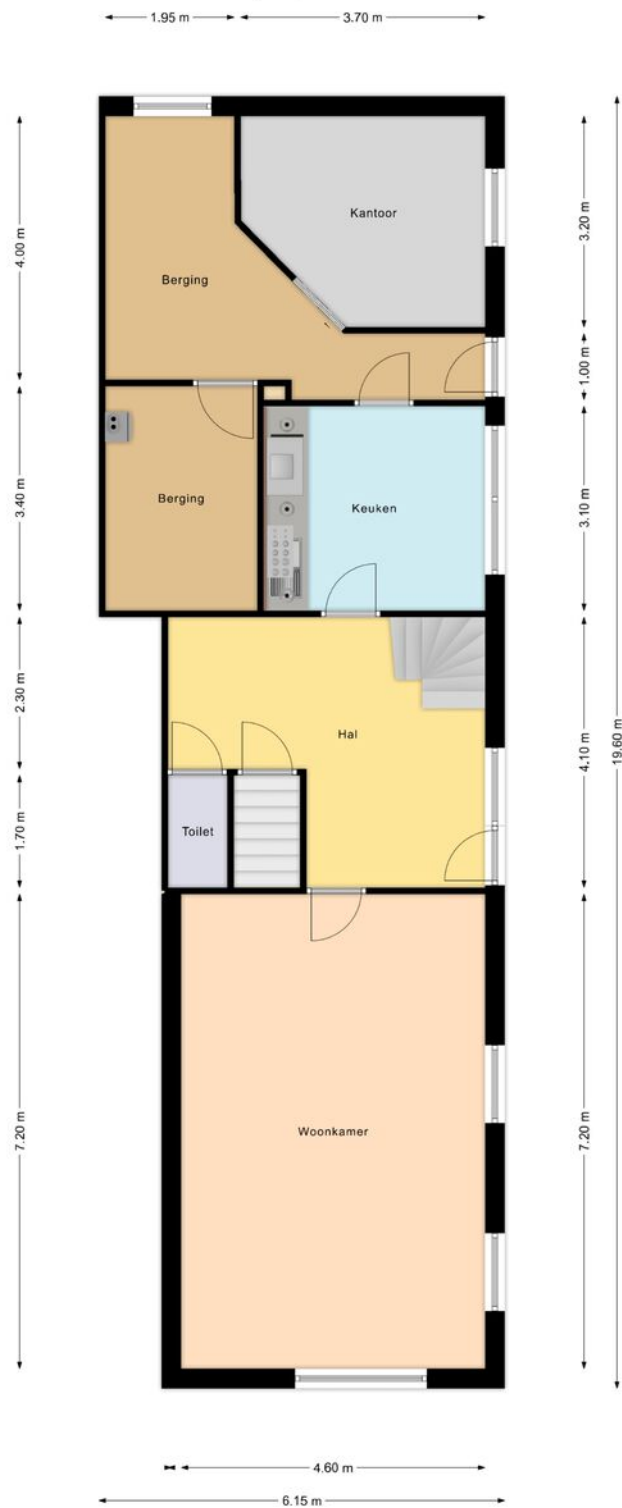 1.95 m
3.70 m
Kantoor
4.00 m
3.20 m
Berging
1.00 m
Berging
Keuken
3.40 m
3.10 m
2.30 m
Hal
4.10 m
19.60 m
1.70 m
Toilet
Woonkamer
7.20 m
7.20 m
4.60 m
6.15 m